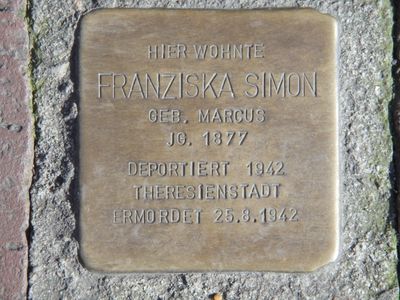 HIER WOHNTE
FRANZISKA SIMON
GEB. MARCUS
JG. 1877
DEPORTIERT 1942
THERESIENSTADT
ERMORDET 25.8.1942